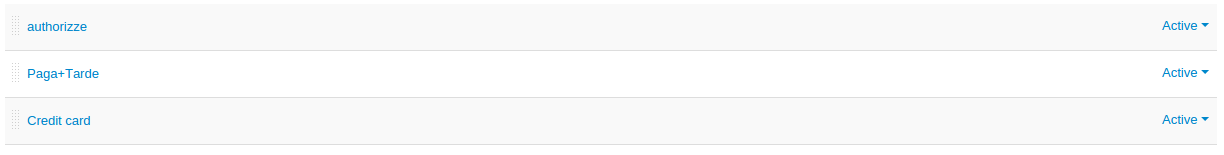 authorizze Active
Paga+Tarde Active
Credit card Active